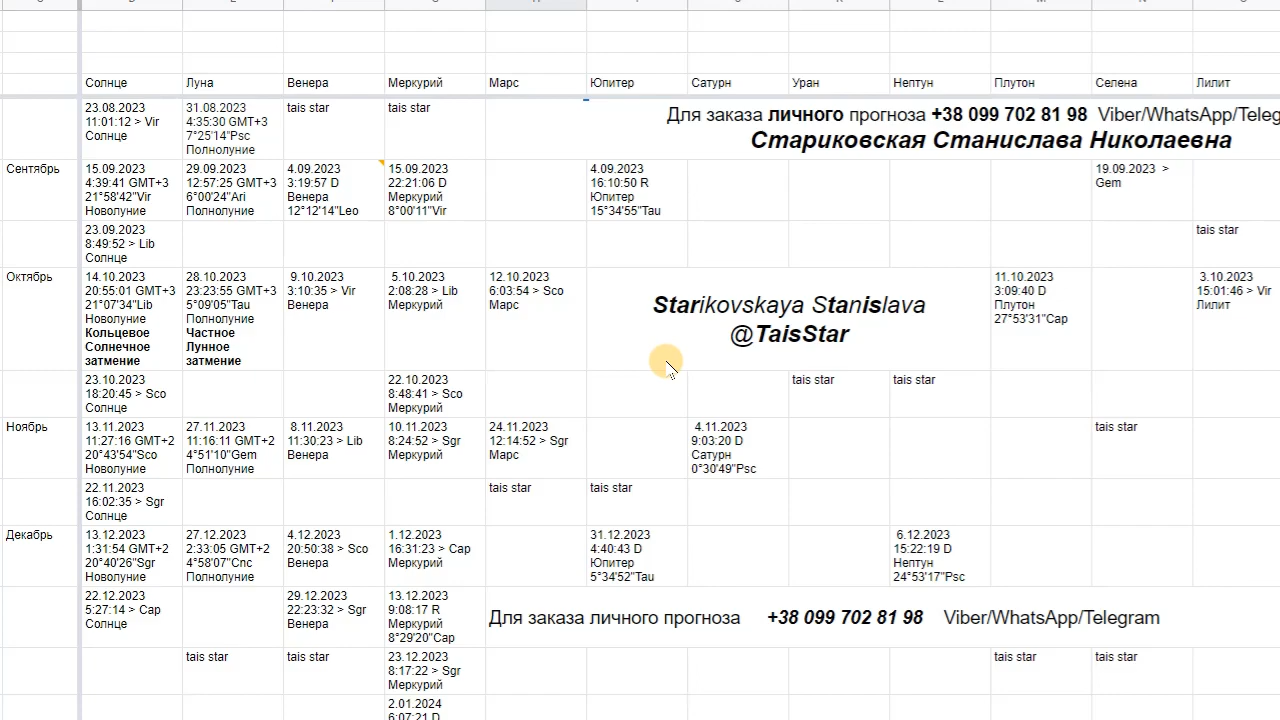 Солнце Луна Венера Меркурий Марс Юпитер Сатурн Уран Нептун Плутон Селена Лилит
23.08.2023
11:01:12 > Vir
Солнце
31.08.2023
4:35:30 GMT+3
7°25'14"Psc
Полнолуние
tais star
tais star
Для заказа личного прогноза +38 099 702 81 98 Viber/WhatsApp/Teleg
Стариковская Станислава Николаевна
Сентябрь
15.09.2023
4:39:41 GMT+3
21°58'42"Vir
Новолуние
29.09.2023
12:57:25 GMT+3
6°00'24"Ari
Полнолуние
4.09.2023
3:19:57 D
Венера
12°12'14"Leo
15.09.2023
22:21:06 D
Меркурий
8°00'11"Vir
4.09.2023
16:10:50 R
Юпитер
15°34'55"Tau
19.09.2023 >
Gem
23.09.2023
8:49:52 > Lib
Солнце
tais star
Октябрь
14.10.2023
20:55:01 GMT+3
21°07'34"Lib
Новолуние
Кольцевое
Солнечное
затмение
28.10.2023
23:23:55 GMT+3
5°09'05"Tau
Полнолуние
Частное
Лунное
затмение
9.10.2023
3:10:35 > Vir
Венера
5.10.2023
2:08:28 > Lib
Меркурий
12.10.2023
6:03:54 > Sco
Марс
Starikovskaya Stanislava
@TaisStar
11.10.2023
3:09:40 D
Плутон
27°53'31"Cap
3.10.2023
15:01:46 > Vir
Лилит
23.10.2023
18:20:45 > Sco
Солнце
22.10.2023
8:48:41 > Sco
Меркурий
tais star
tais star
Ноябрь
13.11.2023
11:27:16 GMT+2
20°43'54"Sco
Новолуние
27.11.2023
11:16:11 GMT+2
4°51'10"Gem
Полнолуние
8.11.2023
11:30:23 > Lib
Венера
10.11.2023
8:24:52 > Sgr
Меркурий
24.11.2023
12:14:52 > Sgr
Марс
4.11.2023
9:03:20 D
Сатурн
0°30'49"Psc
tais star
22.11.2023
16:02:35 > Sgr
Солнце
tais star
tais star
Декабрь
13.12.2023
1:31:54 GMT+2
20°40'26"Sgr
Новолуние
27.12.2023
2:33:05 GMT+2
4°58'07"Cnc
Полнолуние
4.12.2023
20:50:38 > Sco
Венера
1.12.2023
16:31:23 > Cap
Меркурий
31.12.2023
4:40:43 D
Юпитер
5°34'52"Tau
6.12.2023
15:22:19 D
Нептун
24°53'17"Psc
22.12.2023
5:27:14 > Cap
Солнце
29.12.2023
22:23:32 > Sgr
Венера
13.12.2023
9:08:17 R
Меркурий
8°29'20"Cap
Для заказа личного прогноза +38 099 702 81 98 Viber/WhatsApp/Telegram
tais star
tais star
23.12.2023
8:17:22 > Sgr
Меркурий
tais star
tais star
2.01.2024
6:07:21 D